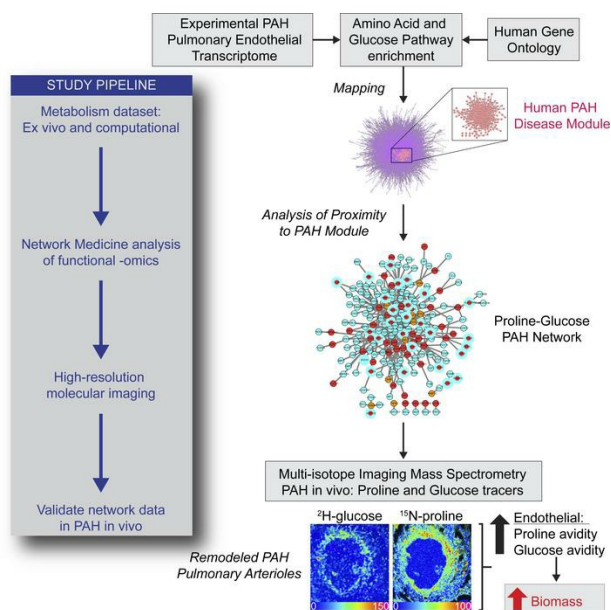 Experimental PAH
Pulmonary Endothelial
Transcriptome
Amino Acid and
Glucose Pathway
enrichment
Human Gene
Ontology
STUDY PIPELINE
Metabolism dataset:
Ex vivo and computational
Network Medicine analysis
of functional -omics
High-resolution
molecular imaging
Validate network data
in PAH in vivo
Mapping
Human PAH
Disease Module
Analysis of Proximity
to PAH Module
Proline-Glucose
PAH Network
Multi-isotope Imaging Mass Spectrometry
PAH in vivo: Proline and Glucose tracers
²H-glucose
¹⁵N-proline
Remodeled PAH
Pulmonary Arterioles
0 150
0 100
Endothelial:
Proline avidity
Glucose avidity
Biomass